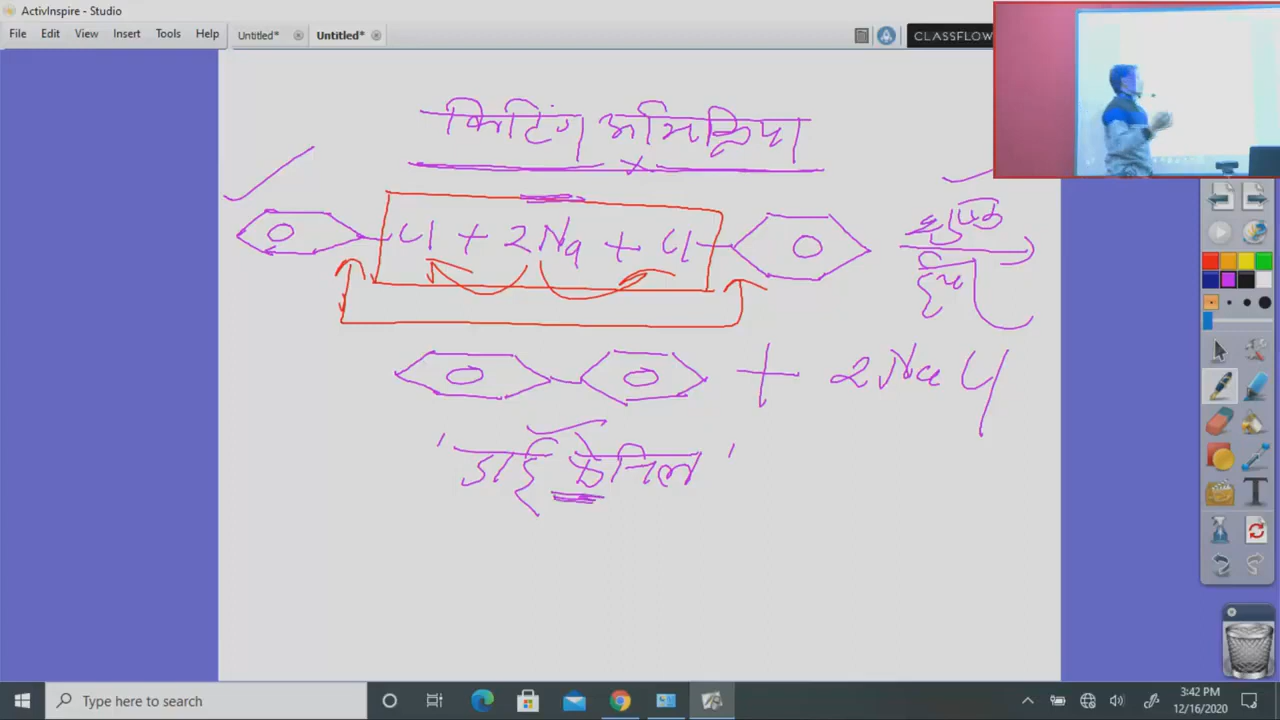 ActivInspire - Studio
File Edit View Insert Tools Help Untitled* Untitled* CLASSFLOW
फिटिंग अभिक्रिया
Cl + 2Na + Cl
शुष्क
ईथर
+ 2NaCl
'डाई फेनिल'
Type here to search
3:42 PM
12/16/2020